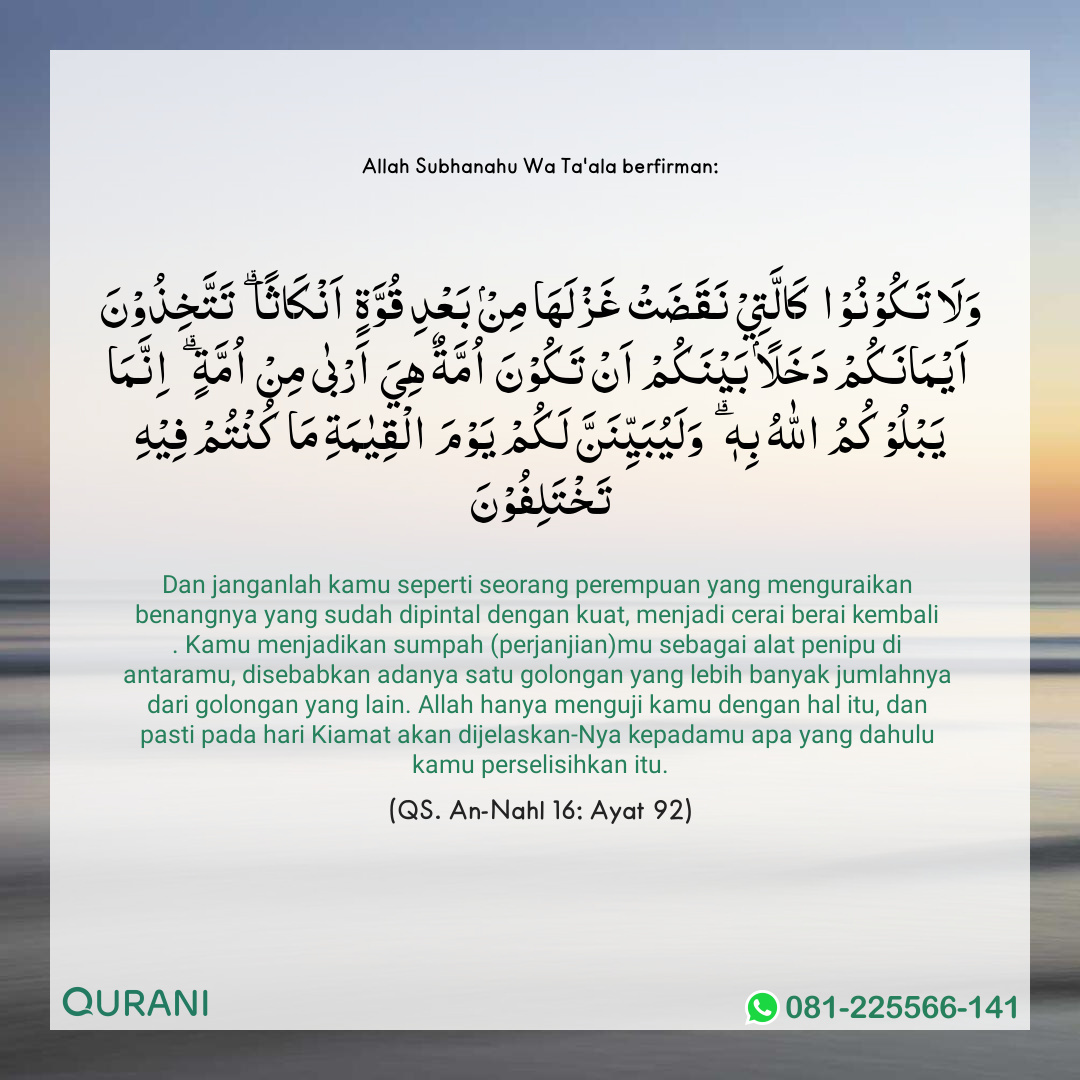 Allah Subhanahu Wa Ta'ala berfirman:
وَلَا تَكُوْنُوْا كَالَّتِيْ نَقَضَتْ غَزْلَهَا مِنْۢ بَعْدِ قُوَّةٍ اَنْكَاثًا ۗ تَتَّخِذُوْنَ
اَيْمَانَكُمْ دَخَلًاۢ بَيْنَكُمْ اَنْ تَكُوْنَ اُمَّةٌ هِيَ اَرْبٰى مِنْ اُمَّةٍ ۗ اِنَّمَا
يَبْلُوْكُمُ اللّٰهُ بِهٖ ۗ وَلَيُبَيِّنَنَّ لَكُمْ يَوْمَ الْقِيٰمَةِ مَا كُنْتُمْ فِيْهِ
تَخْتَلِفُوْنَ
Dan janganlah kamu seperti seorang perempuan yang menguraikan
benangnya yang sudah dipintal dengan kuat, menjadi cerai berai kembali
. Kamu menjadikan sumpah (perjanjian)mu sebagai alat penipu di
antaramu, disebabkan adanya satu golongan yang lebih banyak jumlahnya
dari golongan yang lain. Allah hanya menguji kamu dengan hal itu, dan
pasti pada hari Kiamat akan dijelaskan-Nya kepadamu apa yang dahulu
kamu perselisihkan itu.
(QS. An-Nahl 16: Ayat 92)
QURANI
081-225566-141